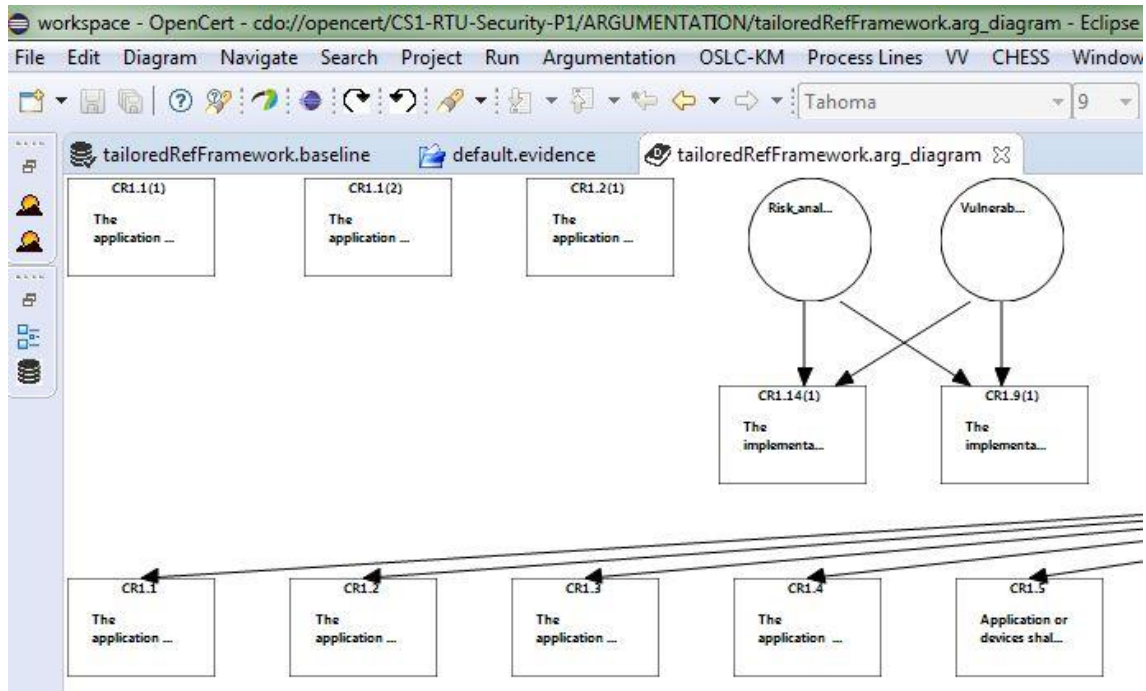 workspace - OpenCert - cdo://opencert/CS1-RTU-Security-P1/ARGUMENTATION/tailoredRefFramework.arg_diagram - Eclipse
File Edit Diagram Navigate Search Project Run Argumentation OSLC-KM Process Lines VV CHESS Window
Tahoma 9
tailoredRefFramework.baseline default.evidence tailoredRefFramework.arg_diagram
CR1.1(1) CR1.1(2) CR1.2(1)
The The The
application ... application ... application ...
Risk_anal... Vulnerab...
CR1.14(1) CR1.9(1)
The The
implementa... implementa...
CR1.1 CR1.2 CR1.3 CR1.4 CR1.5
The The The The Application or
application ... application ... application ... application ... devices shal...